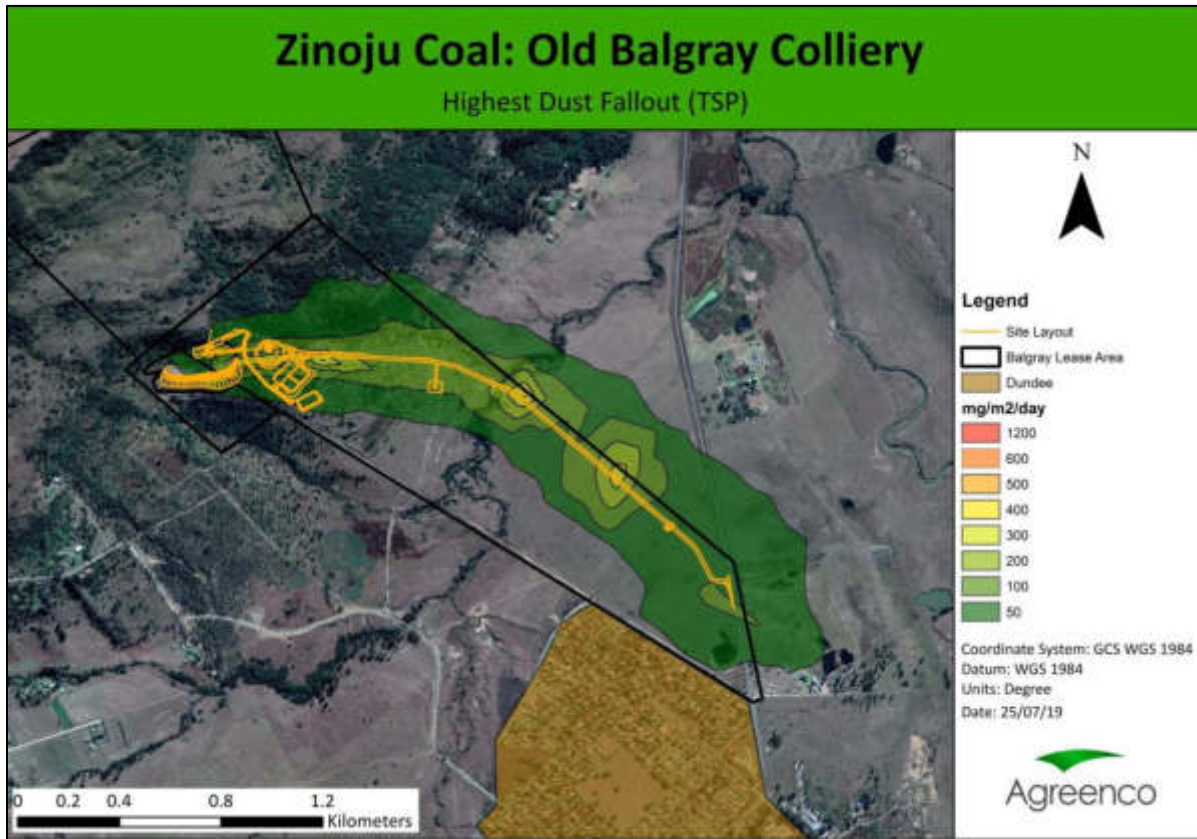 Zinoju Coal: Old Balgray Colliery
Highest Dust Fallout (TSP)
N
Legend
Site Layout
Balgray Lease Area
Dundee
mg/m2/day
1200
600
500
400
300
200
100
50
Coordinate System: GCS WGS 1984
Datum: WGS 1984
Units: Degree
Date: 25/07/19
Agreenco
0 0.2 0.4 0.8 1.2
Kilometers